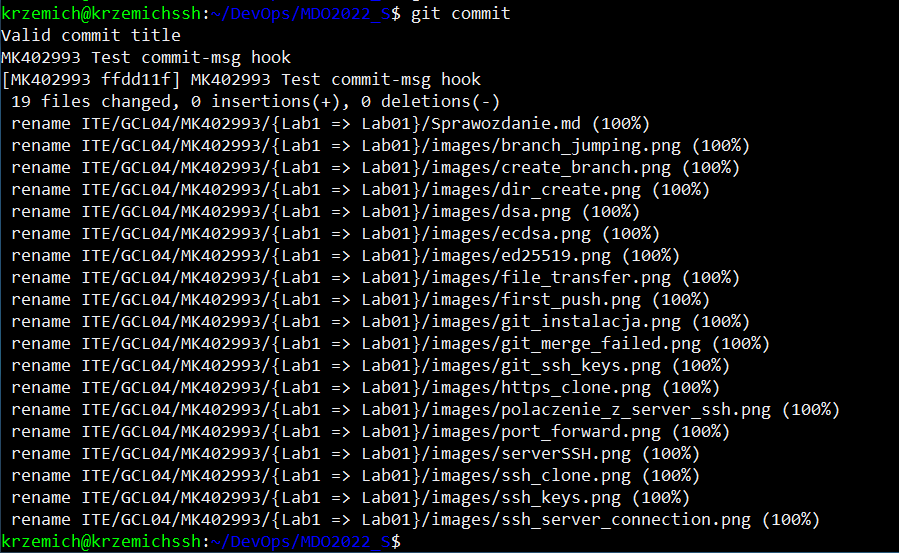 krzemich@krzemichssh:~/DevOps/MDO2022_S$ git commit
Valid commit title
MK402993 Test commit-msg hook
[MK402993 ffdd11f] MK402993 Test commit-msg hook
 19 files changed, 0 insertions(+), 0 deletions(-)
 rename ITE/GCL04/MK402993/{Lab1 => Lab01}/Sprawozdanie.md (100%)
 rename ITE/GCL04/MK402993/{Lab1 => Lab01}/images/branch_jumping.png (100%)
 rename ITE/GCL04/MK402993/{Lab1 => Lab01}/images/create_branch.png (100%)
 rename ITE/GCL04/MK402993/{Lab1 => Lab01}/images/dir_create.png (100%)
 rename ITE/GCL04/MK402993/{Lab1 => Lab01}/images/dsa.png (100%)
 rename ITE/GCL04/MK402993/{Lab1 => Lab01}/images/ecdsa.png (100%)
 rename ITE/GCL04/MK402993/{Lab1 => Lab01}/images/ed25519.png (100%)
 rename ITE/GCL04/MK402993/{Lab1 => Lab01}/images/file_transfer.png (100%)
 rename ITE/GCL04/MK402993/{Lab1 => Lab01}/images/first_push.png (100%)
 rename ITE/GCL04/MK402993/{Lab1 => Lab01}/images/git_instalacja.png (100%)
 rename ITE/GCL04/MK402993/{Lab1 => Lab01}/images/git_merge_failed.png (100%)
 rename ITE/GCL04/MK402993/{Lab1 => Lab01}/images/git_ssh_keys.png (100%)
 rename ITE/GCL04/MK402993/{Lab1 => Lab01}/images/https_clone.png (100%)
 rename ITE/GCL04/MK402993/{Lab1 => Lab01}/images/polaczenie_z_server_ssh.png (100%)
 rename ITE/GCL04/MK402993/{Lab1 => Lab01}/images/port_forward.png (100%)
 rename ITE/GCL04/MK402993/{Lab1 => Lab01}/images/serverSSH.png (100%)
 rename ITE/GCL04/MK402993/{Lab1 => Lab01}/images/ssh_clone.png (100%)
 rename ITE/GCL04/MK402993/{Lab1 => Lab01}/images/ssh_keys.png (100%)
 rename ITE/GCL04/MK402993/{Lab1 => Lab01}/images/ssh_server_connection.png (100%)
krzemich@krzemichssh:~/DevOps/MDO2022_S$